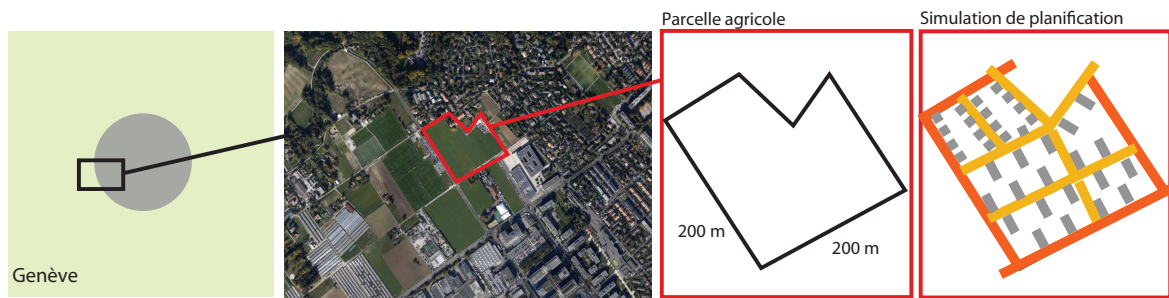 Parcelle agricole
Simulation de planification
200 m
200 m
Genève